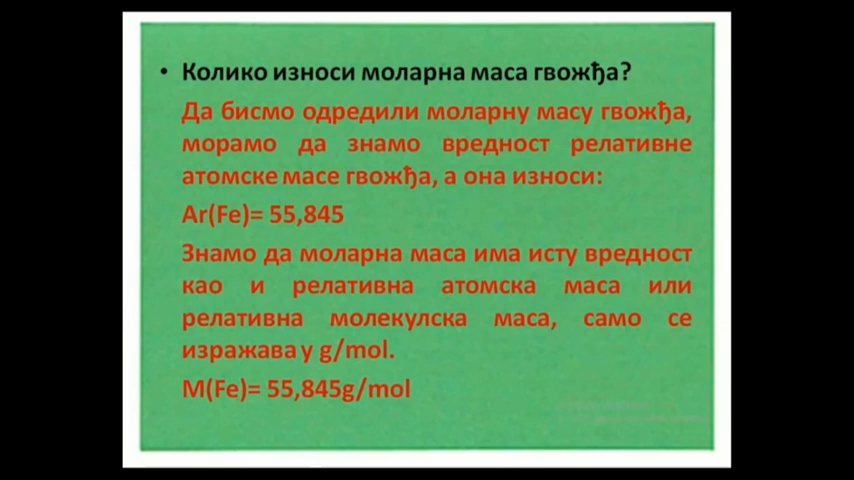 • Колико износи моларна маса гвожђа?
Да бисмо одредили моларну масу гвожђа,
морамо да знамо вредност релативне
атомске масе гвожђа, а она износи:
Ar(Fe)= 55,845
Знамо да моларна маса има исту вредност
као и релативна атомска маса или
релативна молекулска маса, само се
изражава у g/mol.
M(Fe)= 55,845g/mol